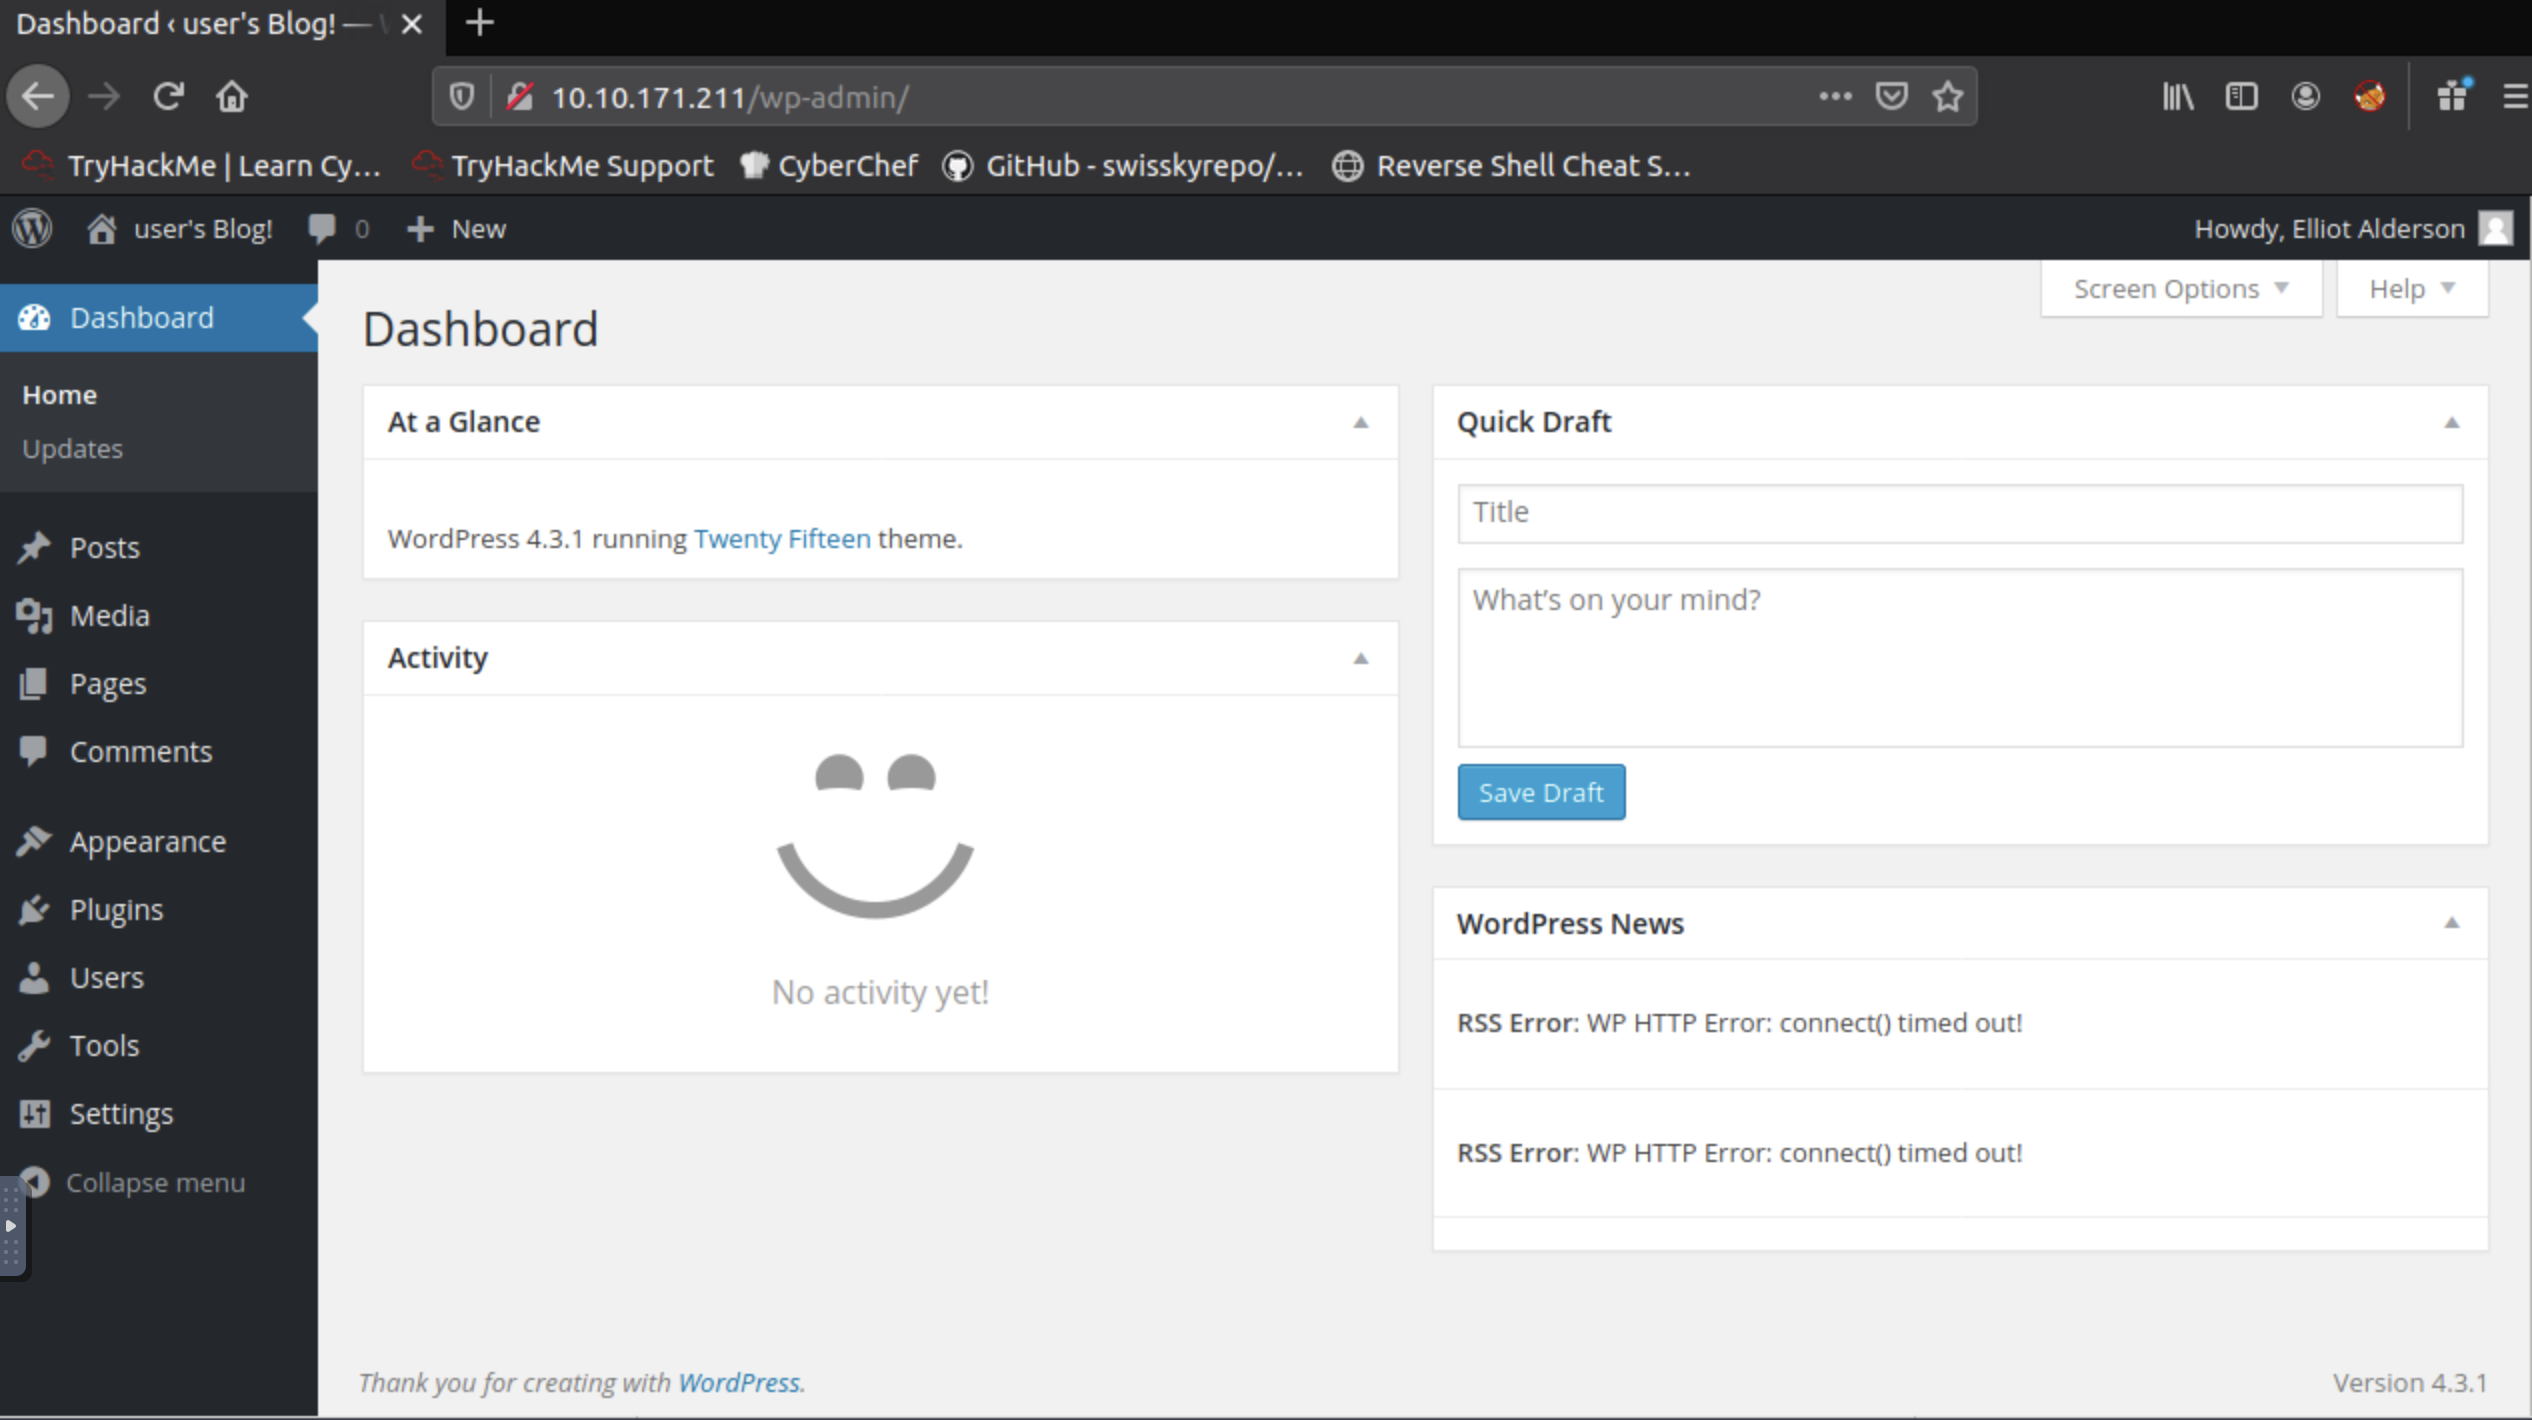 Dashboard ‹ user's Blog! —
10.10.171.211/wp-admin/
TryHackMe | Learn Cy… TryHackMe Support CyberChef GitHub - swisskyrepo/… Reverse Shell Cheat S…
user's Blog! 0 New Howdy, Elliot Alderson
Screen Options Help
Dashboard
Home
Updates
Posts
Media
Pages
Comments
Appearance
Plugins
Users
Tools
Settings
Collapse menu
Dashboard
At a Glance
WordPress 4.3.1 running Twenty Fifteen theme.
Activity
No activity yet!
Quick Draft
Title
What's on your mind?
Save Draft
WordPress News
RSS Error: WP HTTP Error: connect() timed out!
RSS Error: WP HTTP Error: connect() timed out!
Thank you for creating with WordPress.
Version 4.3.1